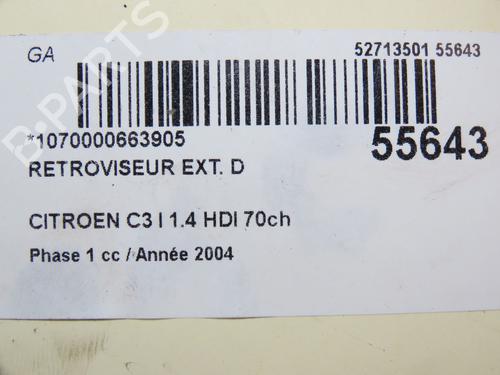 GA
52713501 55643
*1070000663905
55643
RETROVISEUR EXT. D
CITROEN C3 I 1.4 HDI 70ch
Phase 1 cc / Année 2004
B-PARTS